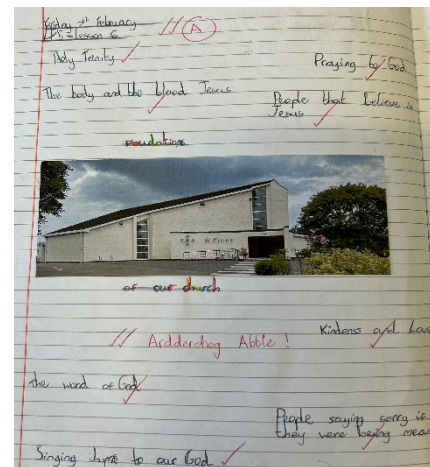 Friday 7th February
lesson 6
A
Holy Trinity
Praying to God
The body and the blood Jesus
People that believe in
Jesus
Foundations
of our church
Kindness and Love
// Ardderchog Abbie !
the word of God
People saying sorry if
they were being mean
Singing hyms to our God